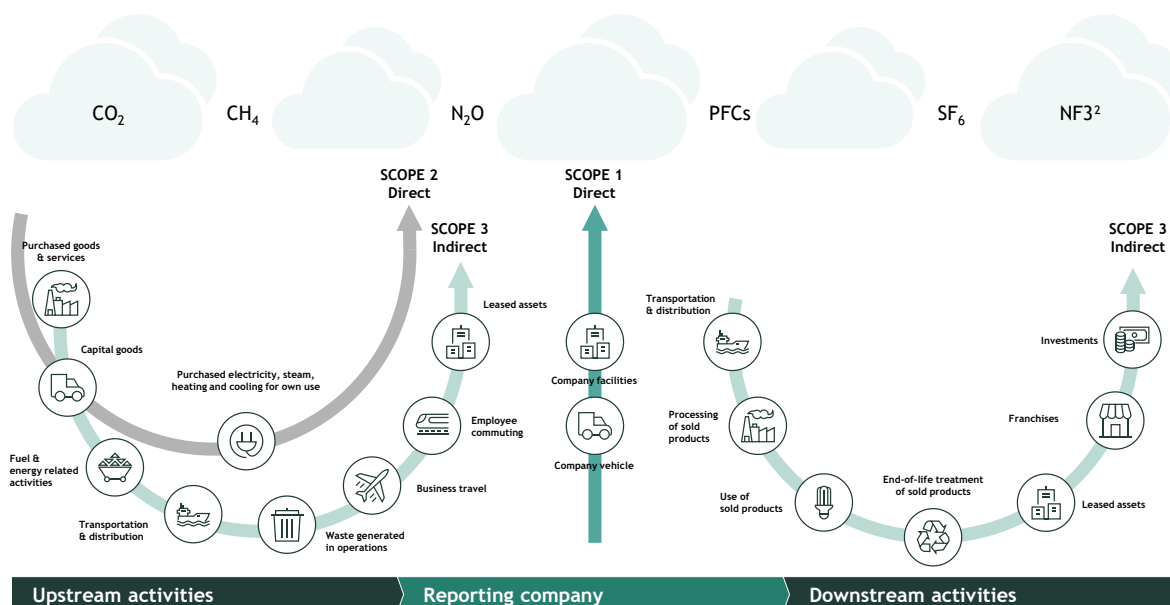 CO₂
CH₄
N₂O
PFCs
SF₆
NF3²
SCOPE 2
Direct
SCOPE 1
Direct
SCOPE 3
Indirect
SCOPE 3
Indirect
Purchased goods
& services
Capital goods
Purchased electricity, steam,
heating and cooling for own use
Fuel &
energy related
activities
Transportation
& distribution
Waste generated
in operations
Business travel
Employee
commuting
Leased assets
Company facilities
Company vehicle
Transportation
& distribution
Processing
of sold
products
Use of
sold products
End-of-life treatment
of sold products
Leased assets
Franchises
Investments
Upstream activities
Reporting company
Downstream activities